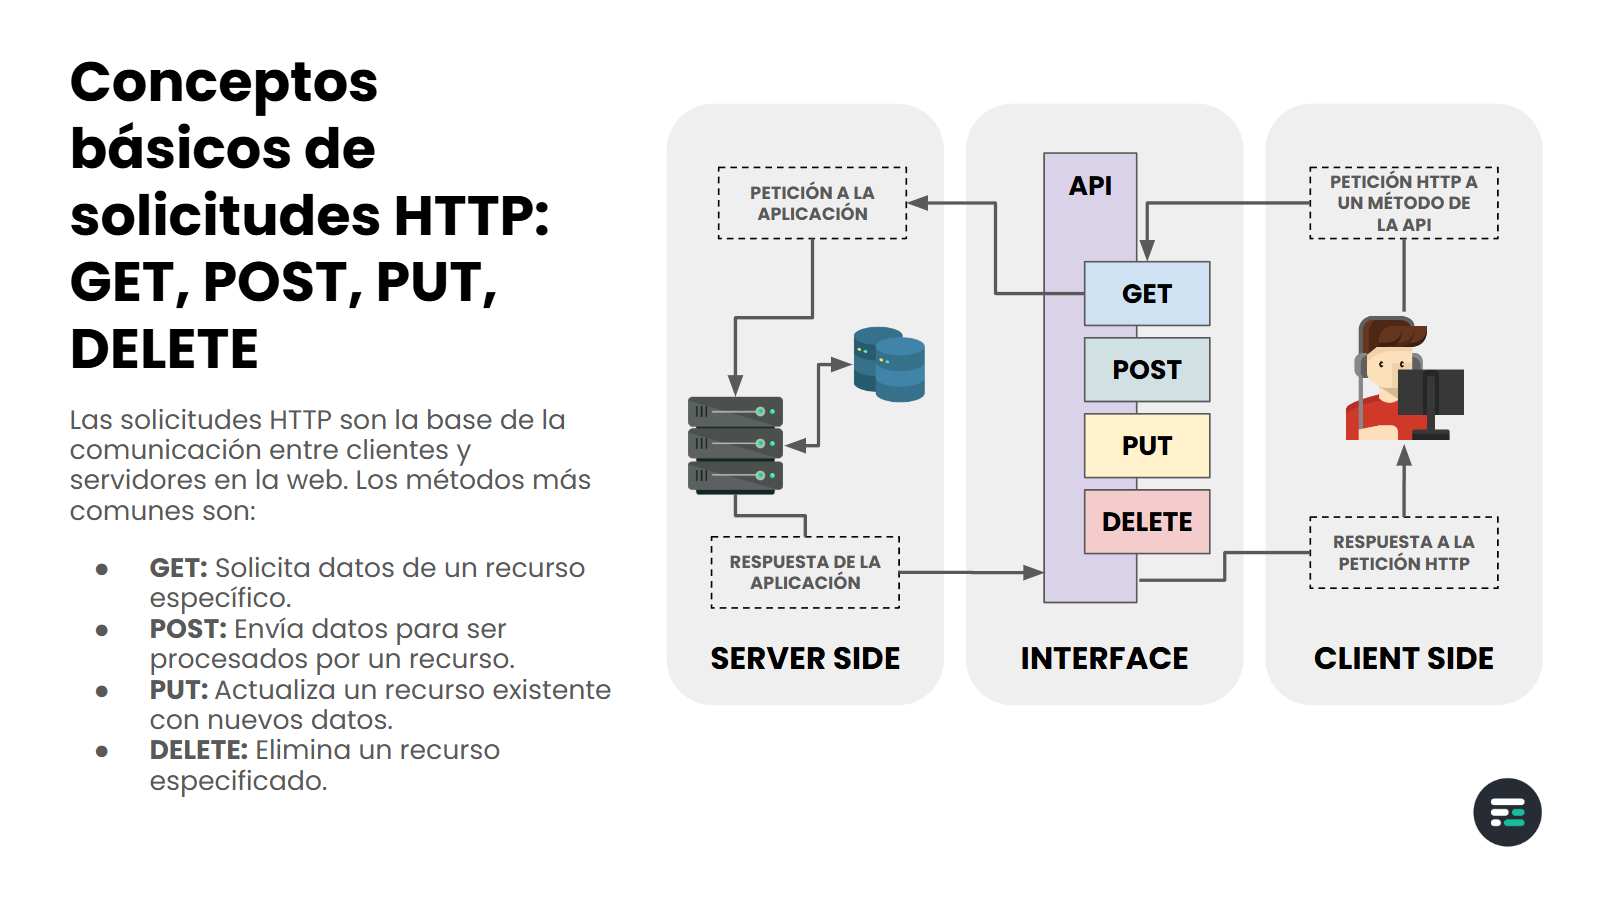 Conceptos
básicos de
solicitudes HTTP:
GET, POST, PUT,
DELETE
Las solicitudes HTTP son la base de la
comunicación entre clientes y
servidores en la web. Los métodos más
comunes son:
● GET: Solicita datos de un recurso
específico.
● POST: Envía datos para ser
procesados por un recurso.
● PUT: Actualiza un recurso existente
con nuevos datos.
● DELETE: Elimina un recurso
especificado.
PETICIÓN A LA
APLICACIÓN
RESPUESTA DE LA
APLICACIÓN
SERVER SIDE
API
GET
POST
PUT
DELETE
INTERFACE
PETICIÓN HTTP A
UN MÉTODO DE
LA API
RESPUESTA A LA
PETICIÓN HTTP
CLIENT SIDE